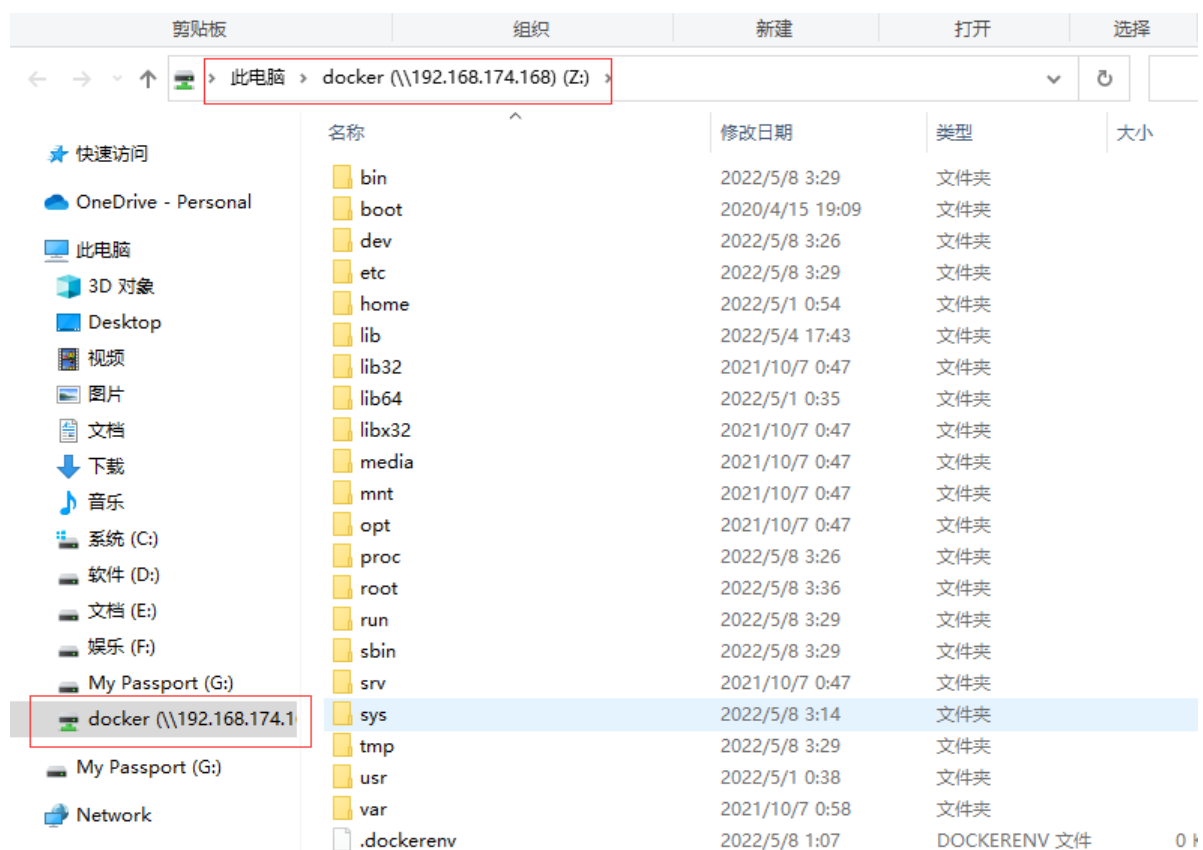 剪贴板 组织 新建 打开 选择
此电脑 › docker (\\192.168.174.168) (Z:) ›
名称 修改日期 类型 大小
快速访问
OneDrive - Personal
此电脑
3D 对象
Desktop
视频
图片
文档
下载
音乐
系统 (C:)
软件 (D:)
文档 (E:)
娱乐 (F:)
My Passport (G:)
docker (\\192.168.174.1
My Passport (G:)
Network
bin 2022/5/8 3:29 文件夹
boot 2020/4/15 19:09 文件夹
dev 2022/5/8 3:26 文件夹
etc 2022/5/8 3:29 文件夹
home 2022/5/1 0:54 文件夹
lib 2022/5/4 17:43 文件夹
lib32 2021/10/7 0:47 文件夹
lib64 2022/5/1 0:35 文件夹
libx32 2021/10/7 0:47 文件夹
media 2021/10/7 0:47 文件夹
mnt 2021/10/7 0:47 文件夹
opt 2021/10/7 0:47 文件夹
proc 2022/5/8 3:26 文件夹
root 2022/5/8 3:36 文件夹
run 2022/5/8 3:29 文件夹
sbin 2022/5/8 3:29 文件夹
srv 2021/10/7 0:47 文件夹
sys 2022/5/8 3:14 文件夹
tmp 2022/5/8 3:29 文件夹
usr 2022/5/1 0:38 文件夹
var 2021/10/7 0:58 文件夹
.dockerenv 2022/5/8 1:07 DOCKERENV 文件 0